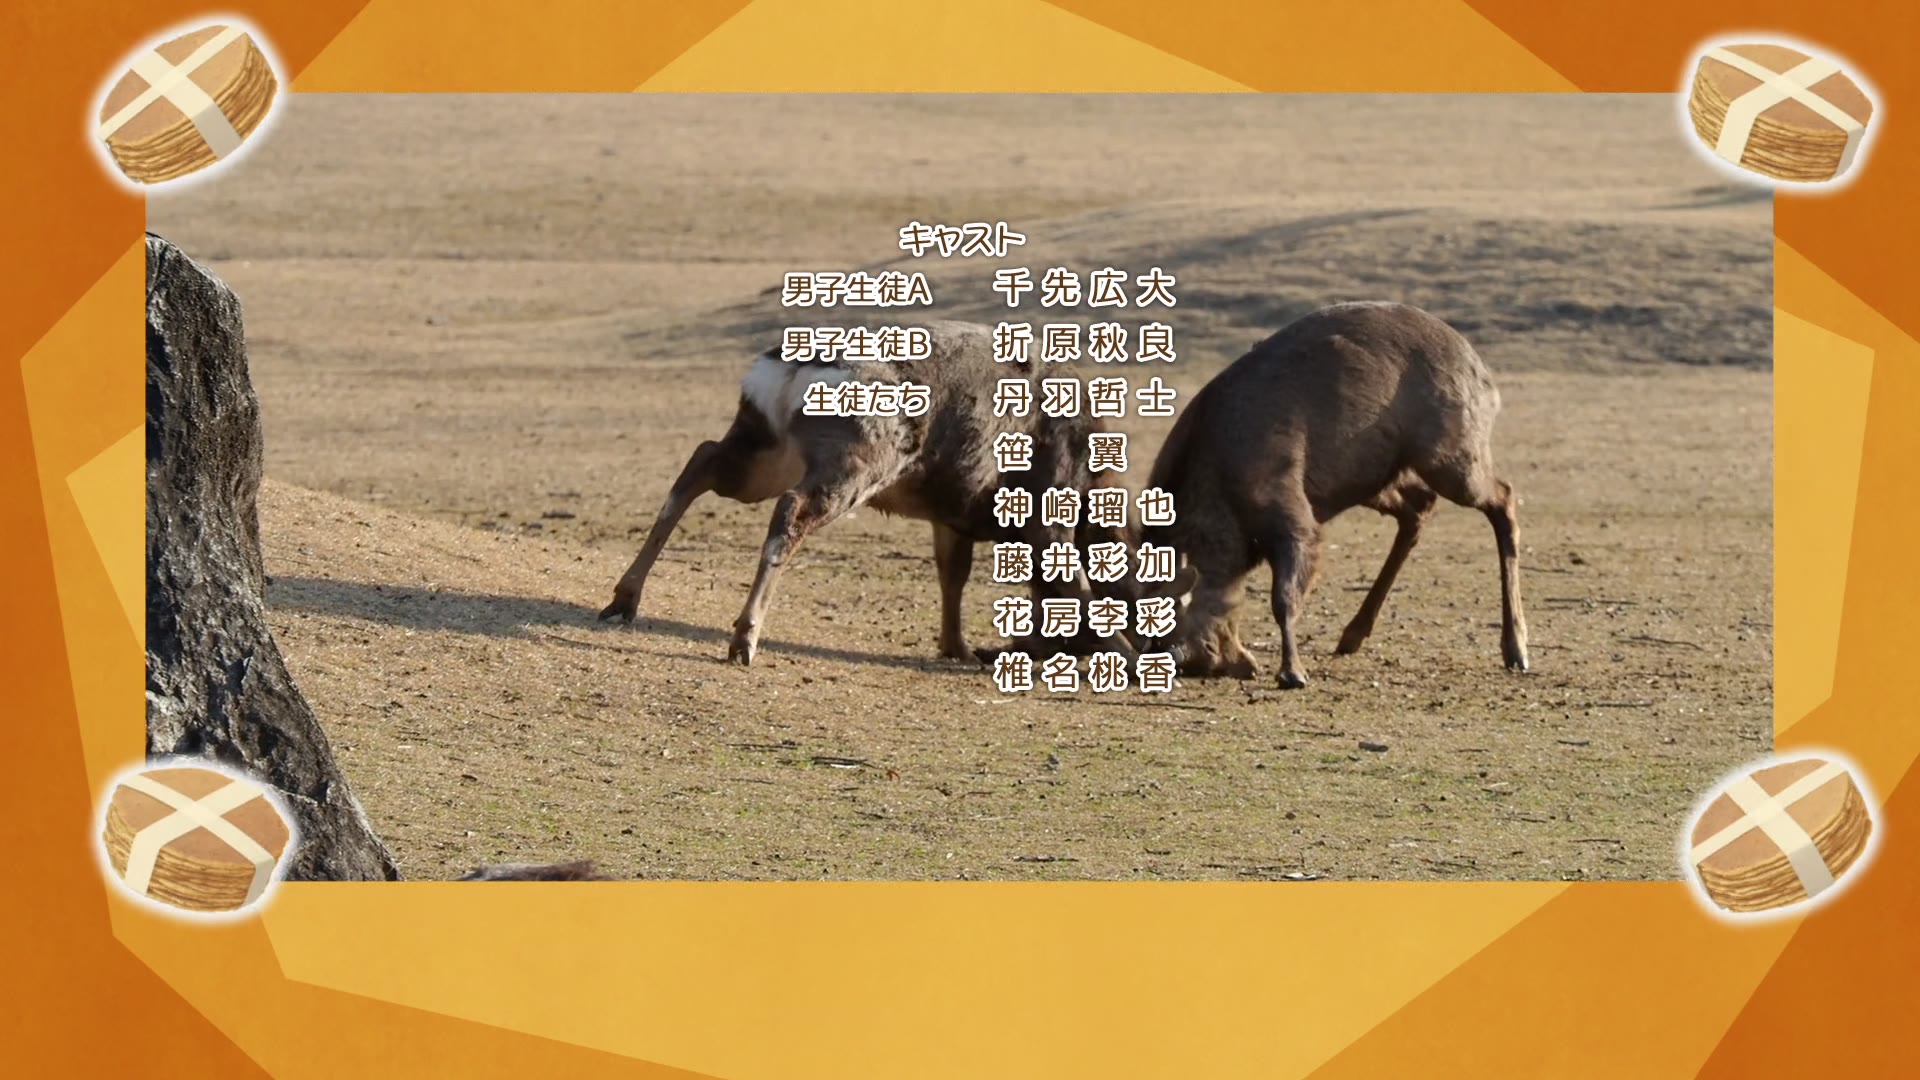 キャスト
男子生徒A 千先広大
男子生徒B 折原秋良
生徒たち 丹羽哲士
笹 翼
神崎瑠也
藤井彩加
花房李彩
椎名桃香